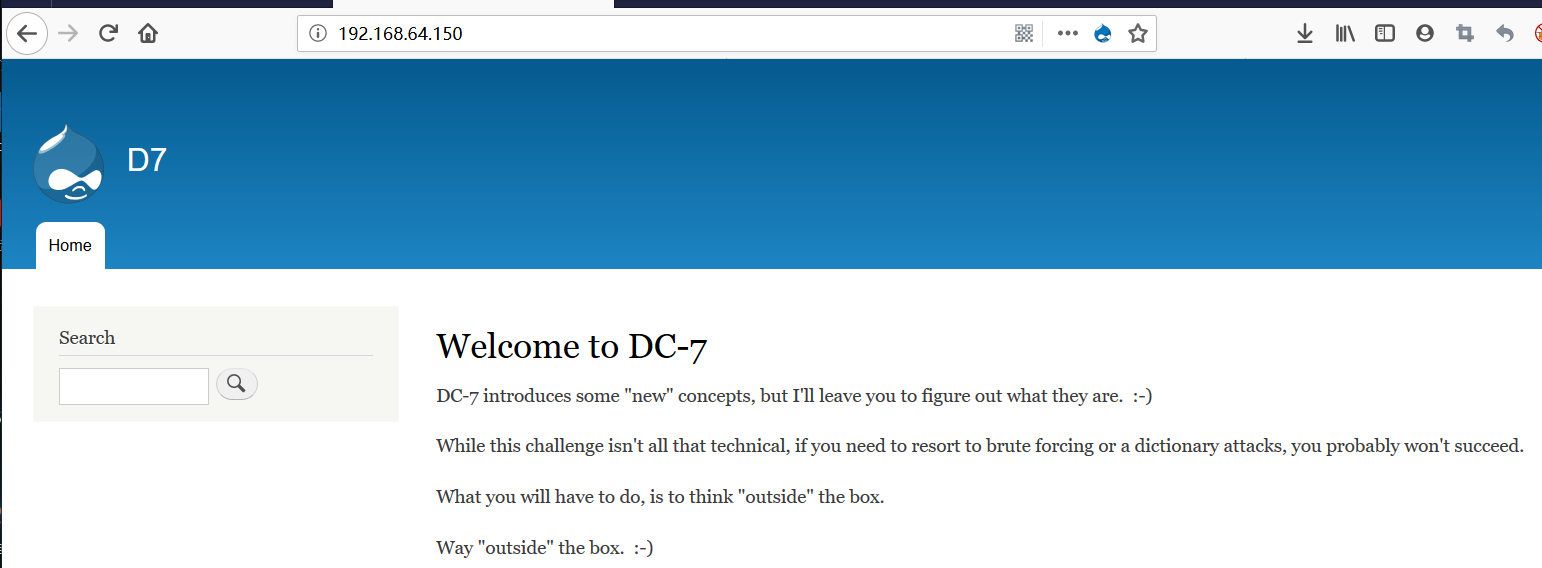 192.168.64.150
D7
Home
Search
Welcome to DC-7
DC-7 introduces some "new" concepts, but I'll leave you to figure out what they are.  :-)
While this challenge isn't all that technical, if you need to resort to brute forcing or a dictionary attacks, you probably won't succeed.
What you will have to do, is to think "outside" the box.
Way "outside" the box.  :-)